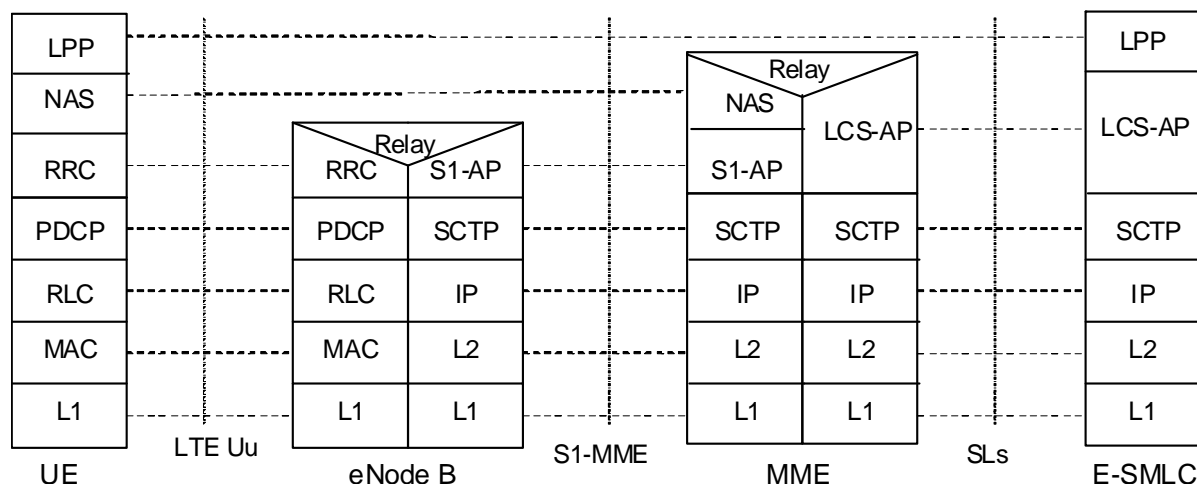 LPP
NAS
RRC
PDCP
RLC
MAC
L1
UE
LTE Uu
Relay
RRC
S1-AP
PDCP
SCTP
RLC
IP
MAC
L2
L1
L1
eNode B
S1-MME
Relay
NAS
LCS-AP
S1-AP
SCTP
SCTP
IP
IP
L2
L2
L1
L1
MME
SLs
LPP
LCS-AP
SCTP
IP
L2
L1
E-SMLC